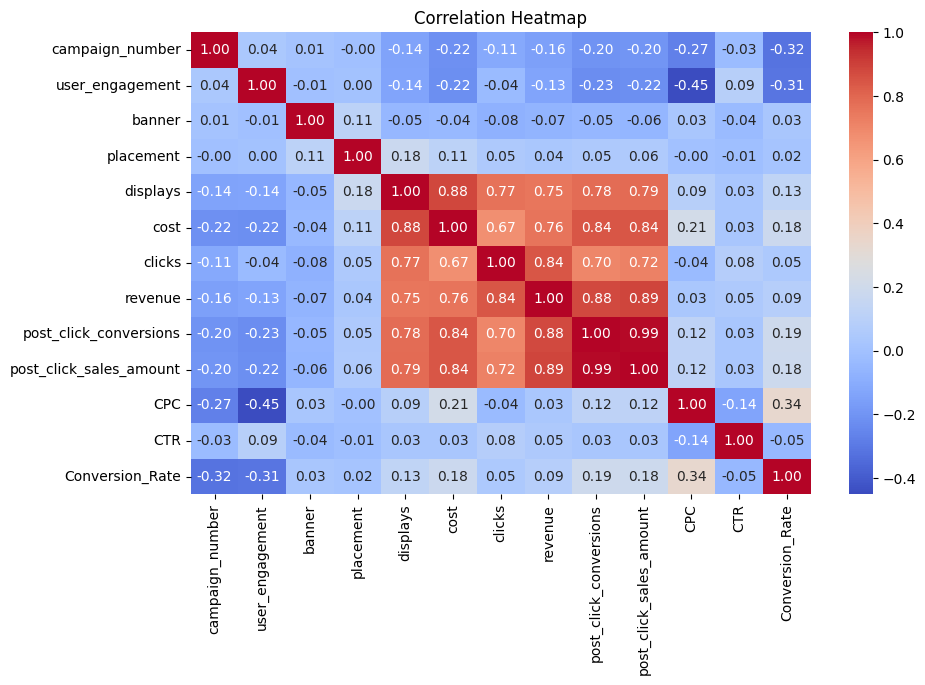 Correlation Heatmap
campaign_number 1.00 0.04 0.01 -0.00 -0.14 -0.22 -0.11 -0.16 -0.20 -0.20 -0.27 -0.03 -0.32
user_engagement 0.04 1.00 -0.01 0.00 -0.14 -0.22 -0.04 -0.13 -0.23 -0.22 -0.45 0.09 -0.31
banner 0.01 -0.01 1.00 0.11 -0.05 -0.04 -0.08 -0.07 -0.05 -0.06 0.03 -0.04 0.03
placement -0.00 0.00 0.11 1.00 0.18 0.11 0.05 0.04 0.05 0.06 -0.00 -0.01 0.02
displays -0.14 -0.14 -0.05 0.18 1.00 0.88 0.77 0.75 0.78 0.79 0.09 0.03 0.13
cost -0.22 -0.22 -0.04 0.11 0.88 1.00 0.67 0.76 0.84 0.84 0.21 0.03 0.18
clicks -0.11 -0.04 -0.08 0.05 0.77 0.67 1.00 0.84 0.70 0.72 -0.04 0.08 0.05
revenue -0.16 -0.13 -0.07 0.04 0.75 0.76 0.84 1.00 0.88 0.89 0.03 0.05 0.09
post_click_conversions -0.20 -0.23 -0.05 0.05 0.78 0.84 0.70 0.88 1.00 0.99 0.12 0.03 0.19
post_click_sales_amount -0.20 -0.22 -0.06 0.06 0.79 0.84 0.72 0.89 0.99 1.00 0.12 0.03 0.18
CPC -0.27 -0.45 0.03 -0.00 0.09 0.21 -0.04 0.03 0.12 0.12 1.00 -0.14 0.34
CTR -0.03 0.09 -0.04 -0.01 0.03 0.03 0.08 0.05 0.03 0.03 -0.14 1.00 -0.05
Conversion_Rate -0.32 -0.31 0.03 0.02 0.13 0.18 0.05 0.09 0.19 0.18 0.34 -0.05 1.00
campaign_number
user_engagement
banner
placement
displays
cost
clicks
revenue
post_click_conversions
post_click_sales_amount
CPC
CTR
Conversion_Rate
1.0
0.8
0.6
0.4
0.2
0.0
−0.2
−0.4